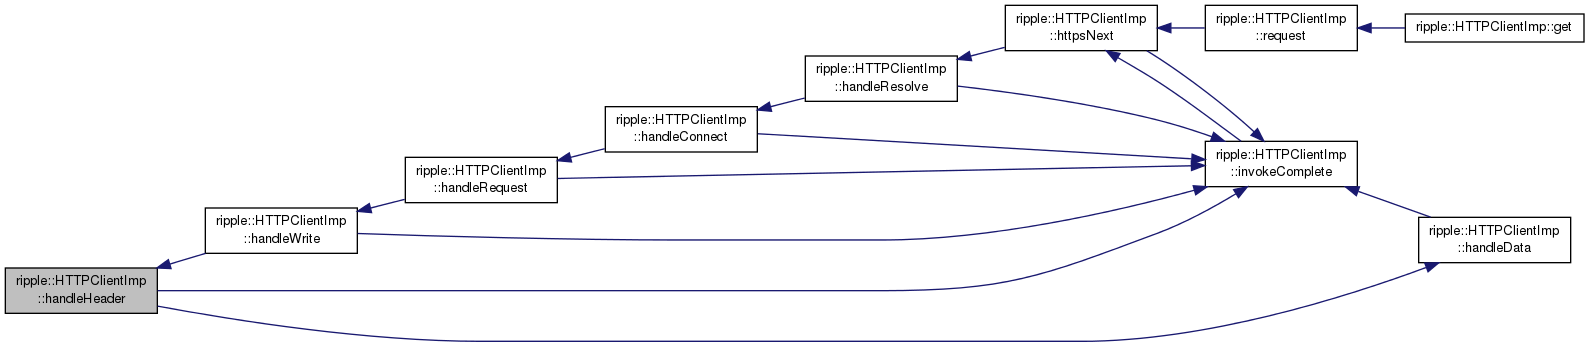 ripple::HTTPClientImp
::httpsNext
ripple::HTTPClientImp
::request
ripple::HTTPClientImp::get
ripple::HTTPClientImp
::handleResolve
ripple::HTTPClientImp
::handleConnect
ripple::HTTPClientImp
::handleRequest
ripple::HTTPClientImp
::invokeComplete
ripple::HTTPClientImp
::handleWrite
ripple::HTTPClientImp
::handleData
ripple::HTTPClientImp
::handleHeader